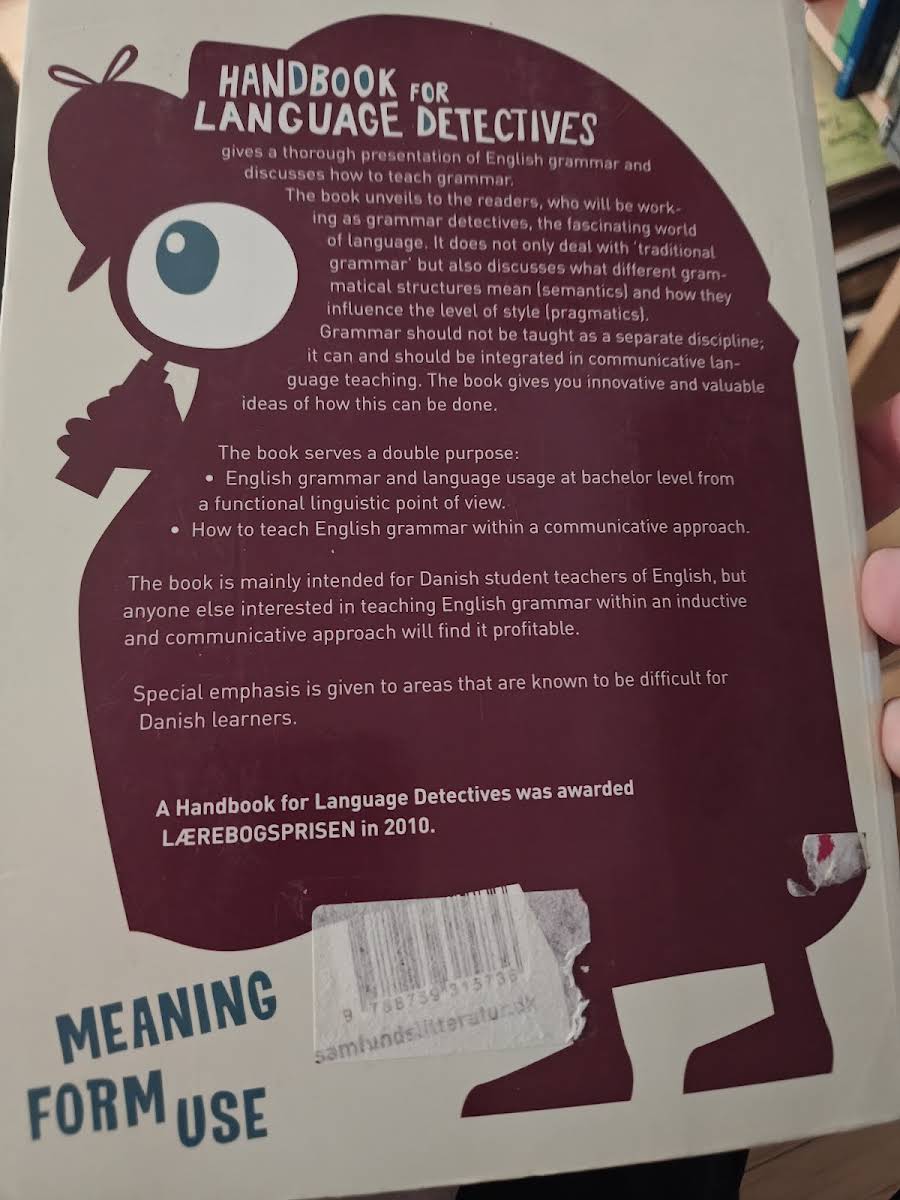 HANDBOOK FOR
LANGUAGE DETECTIVES
gives a thorough presentation of English grammar and
discusses how to teach grammar.
The book unveils to the readers, who will be work-
ing as grammar detectives, the fascinating world
of language. It does not only deal with 'traditional
grammar' but also discusses what different gram-
matical structures mean (semantics) and how they
influence the level of style (pragmatics).
Grammar should not be taught as a separate discipline;
it can and should be integrated in communicative lan-
guage teaching. The book gives you innovative and valuable
ideas of how this can be done.
The book serves a double purpose:
• English grammar and language usage at bachelor level from
a functional linguistic point of view.
• How to teach English grammar within a communicative approach.
The book is mainly intended for Danish student teachers of English, but
anyone else interested in teaching English grammar within an inductive
and communicative approach will find it profitable.
Special emphasis is given to areas that are known to be difficult for
Danish learners.
A Handbook for Language Detectives was awarded
LÆREBOGSPRISEN in 2010.
9 788759 315736
samfundslitteratur.dk
MEANING
FORM USE